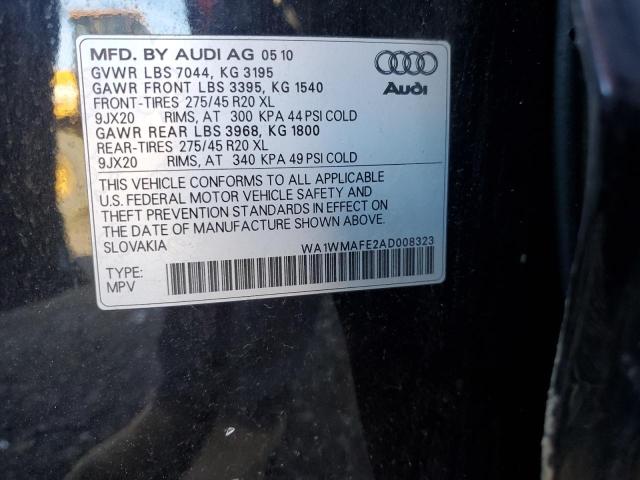 MFD. BY AUDI AG 05 10
GVWR LBS 7044, KG 3195
GAWR FRONT LBS 3395, KG 1540
FRONT-TIRES 275/45 R20 XL
9JX20 RIMS, AT 300 KPA 44 PSI COLD
GAWR REAR LBS 3968, KG 1800
REAR-TIRES 275/45 R20 XL
9JX20 RIMS, AT 340 KPA 49 PSI COLD
Audi
THIS VEHICLE CONFORMS TO ALL APPLICABLE
U.S. FEDERAL MOTOR VEHICLE SAFETY AND
THEFT PREVENTION STANDARDS IN EFFECT ON
THE DATE OF MANUFACTURE SHOWN ABOVE.
SLOVAKIA WA1WMAFE2AD008323
TYPE:
MPV